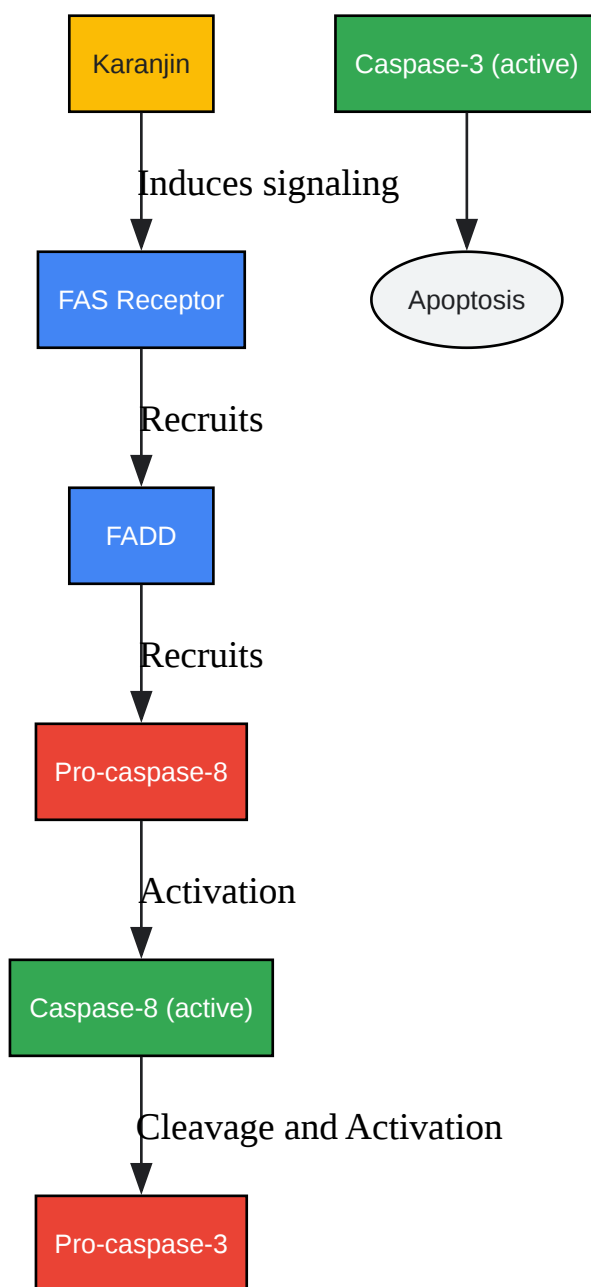 Karanjin
Caspase-3 (active)
Induces signaling
FAS Receptor
Apoptosis
Recruits
FADD
Recruits
Pro-caspase-8
Activation
Caspase-8 (active)
Cleavage and Activation
Pro-caspase-3